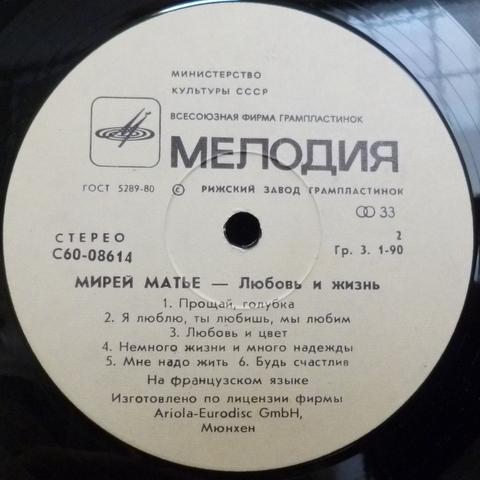 МИНИСТЕРСТВО
КУЛЬТУРЫ СССР
ВСЕСОЮЗНАЯ ФИРМА ГРАМПЛАСТИНОК
МЕЛОДИЯ
ГОСТ 5289-80 © РИЖСКИЙ ЗАВОД ГРАМПЛАСТИНОК
33
СТЕРЕО 2
С60-08614 Гр. 3. 1-90
МИРЕЙ МАТЬЕ — Любовь и жизнь
1. Прощай, голубка
2. Я люблю, ты любишь, мы любим
3. Любовь и цвет
4. Немного жизни и много надежды
5. Мне надо жить 6. Будь счастлив
На французском языке
Изготовлено по лицензии фирмы
Ariola-Eurodisc GmbH,
Мюнхен